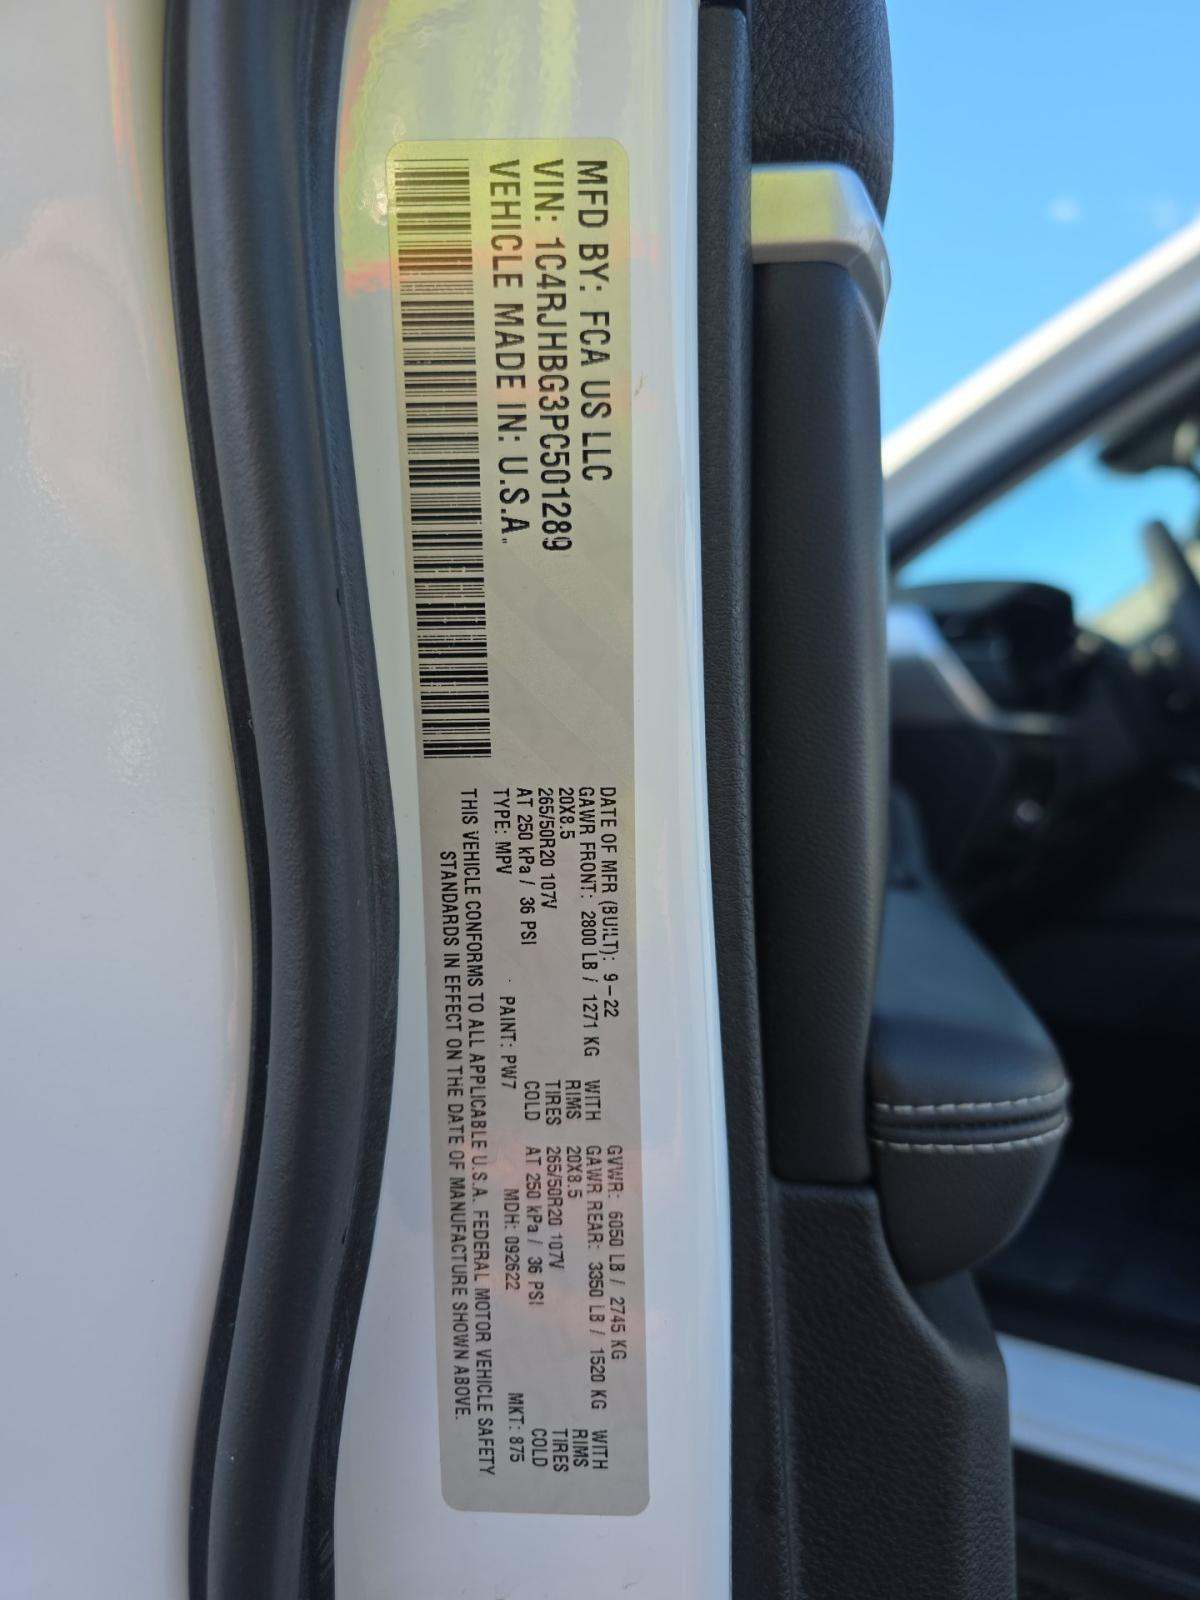 MFD BY: FCA US LLC
VIN: 1C4RJHBG3PC501289
VEHICLE MADE IN: U.S.A.
DATE OF MFR (BUILT): 9-22 GVWR: 6050 LB / 2745 KG
GAWR FRONT: 2800 LB / 1271 KG WITH GAWR REAR: 3350 LB / 1520 KG WITH
20X8.5 RIMS 20X8.5 RIMS
265/50R20 107V TIRES 265/50R20 107V TIRES
AT 250 kPa / 36 PSI COLD AT 250 kPa / 36 PSI COLD
TYPE: MPV PAINT: PW7 MDH: 092622 MKT: 875
THIS VEHICLE CONFORMS TO ALL APPLICABLE U.S.A. FEDERAL MOTOR VEHICLE SAFETY
STANDARDS IN EFFECT ON THE DATE OF MANUFACTURE SHOWN ABOVE.